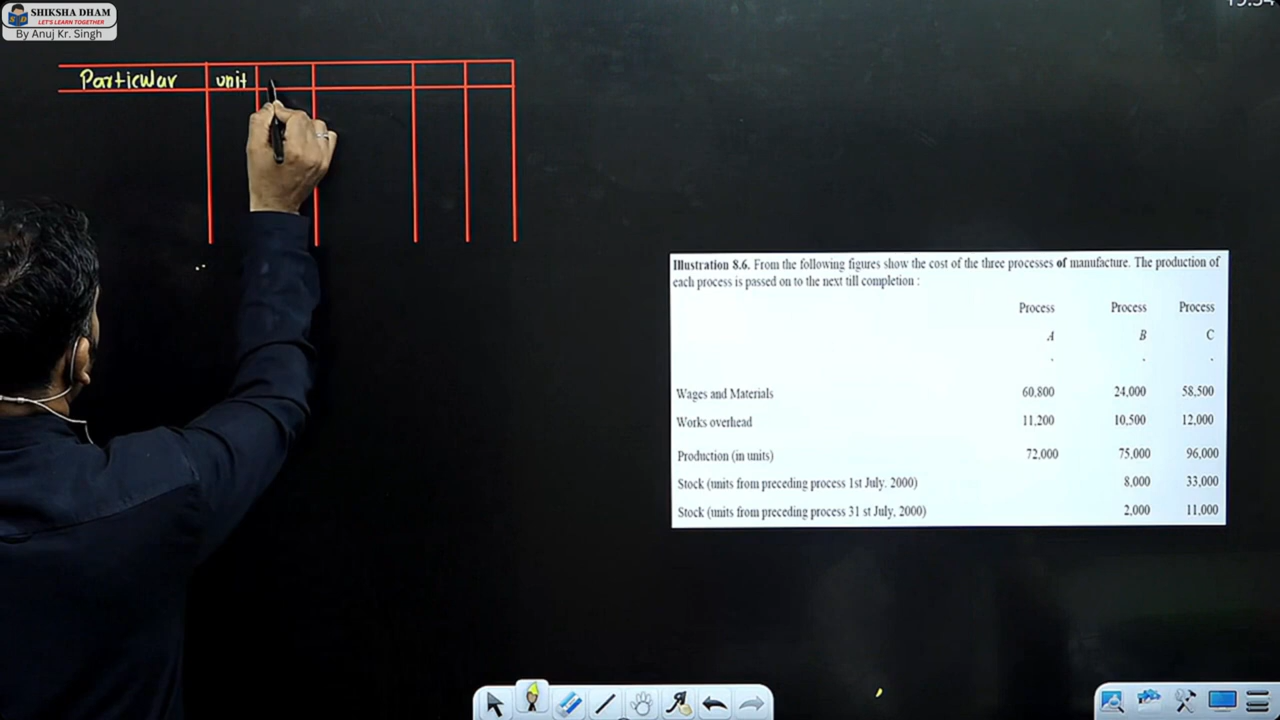 SHIKSHA DHAM
LET'S LEARN TOGETHER
By Anuj Kr. Singh
Particular unit
Illustration 8.6. From the following figures show the cost of the three processes of manufacture. The production of
each process is passed on to the next till completion :
Process Process Process
A B C
Wages and Materials 60,800 24,000 58,500
Works overhead 11,200 10,500 12,000
Production (in units) 72,000 75,000 96,000
Stock (units from preceding process 1st July. 2000) 8,000 33,000
Stock (units from preceding process 31 st July, 2000) 2,000 11,000